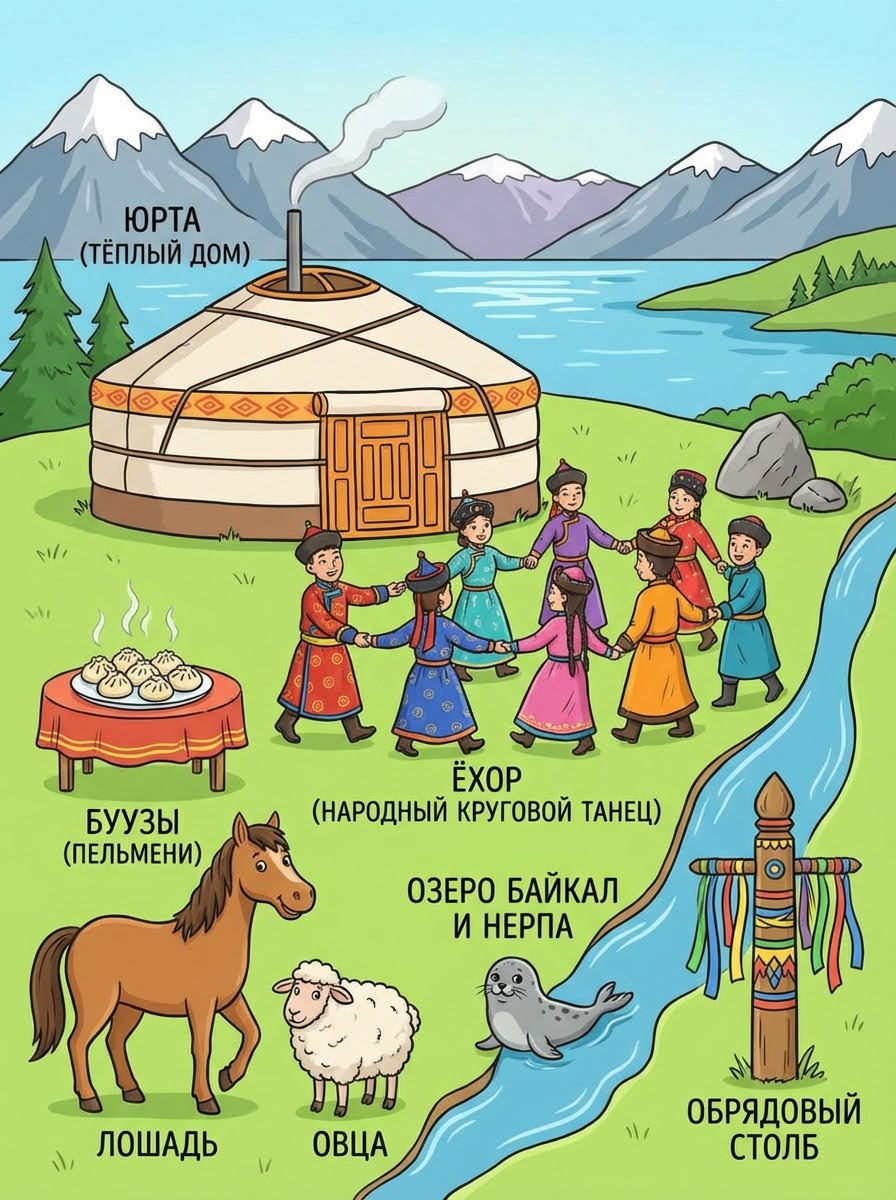 ЮРТА
(ТЁПЛЫЙ ДОМ)
ЁХОР
(НАРОДНЫЙ КРУГОВОЙ ТАНЕЦ)
БУУЗЫ
(ПЕЛЬМЕНИ)
ОЗЕРО БАЙКАЛ
И НЕРПА
ЛОШАДЬ
ОВЦА
ОБРЯДОВЫЙ
СТОЛБ